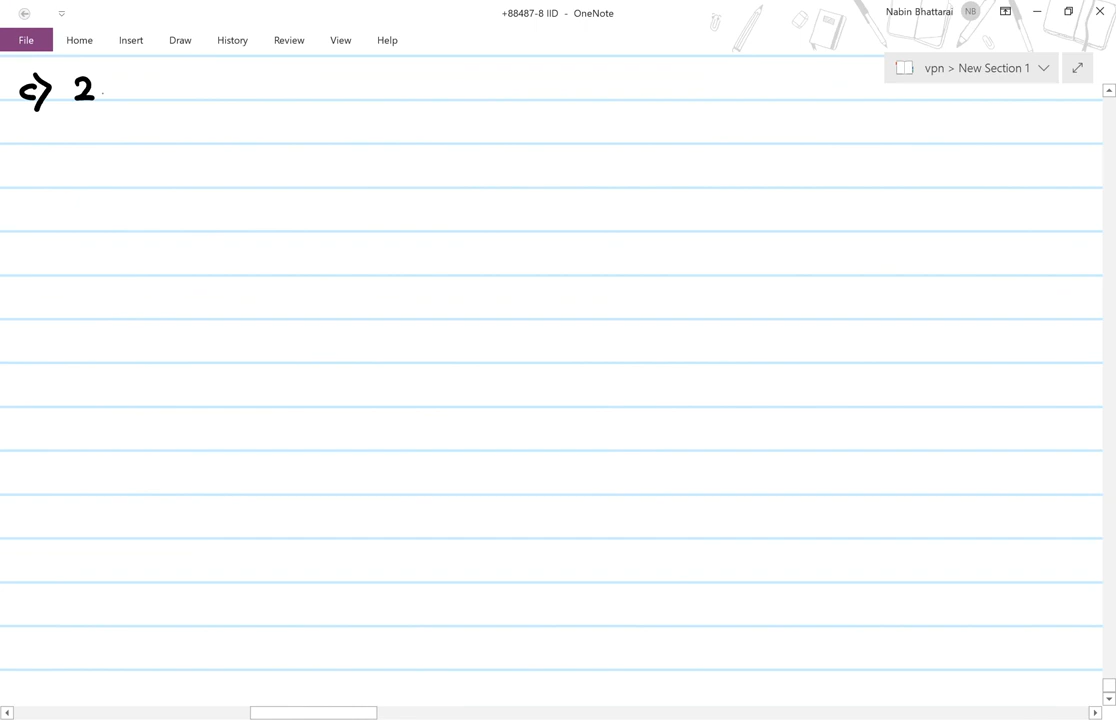 +88487-8 IID - OneNote
Nabin Bhattarai NB
File Home Insert Draw History Review View Help
vpn > New Section 1
c) 2